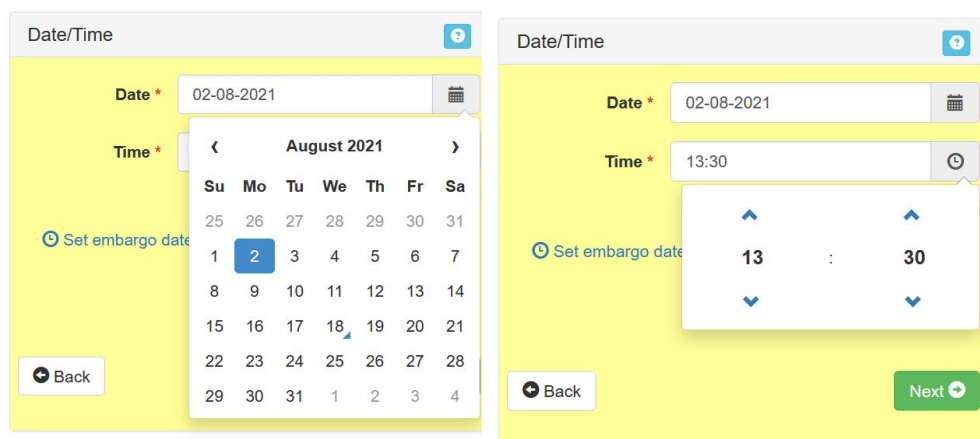 Date/Time
Date *
02-08-2021
Time *
August 2021
Su Mo Tu We Th Fr Sa
25 26 27 28 29 30 31
1 2 3 4 5 6 7
8 9 10 11 12 13 14
15 16 17 18 19 20 21
22 23 24 25 26 27 28
29 30 31 1 2 3 4
Set embargo date
Back
Date/Time
Date *
02-08-2021
Time *
13:30
13 : 30
Set embargo date
Back
Next